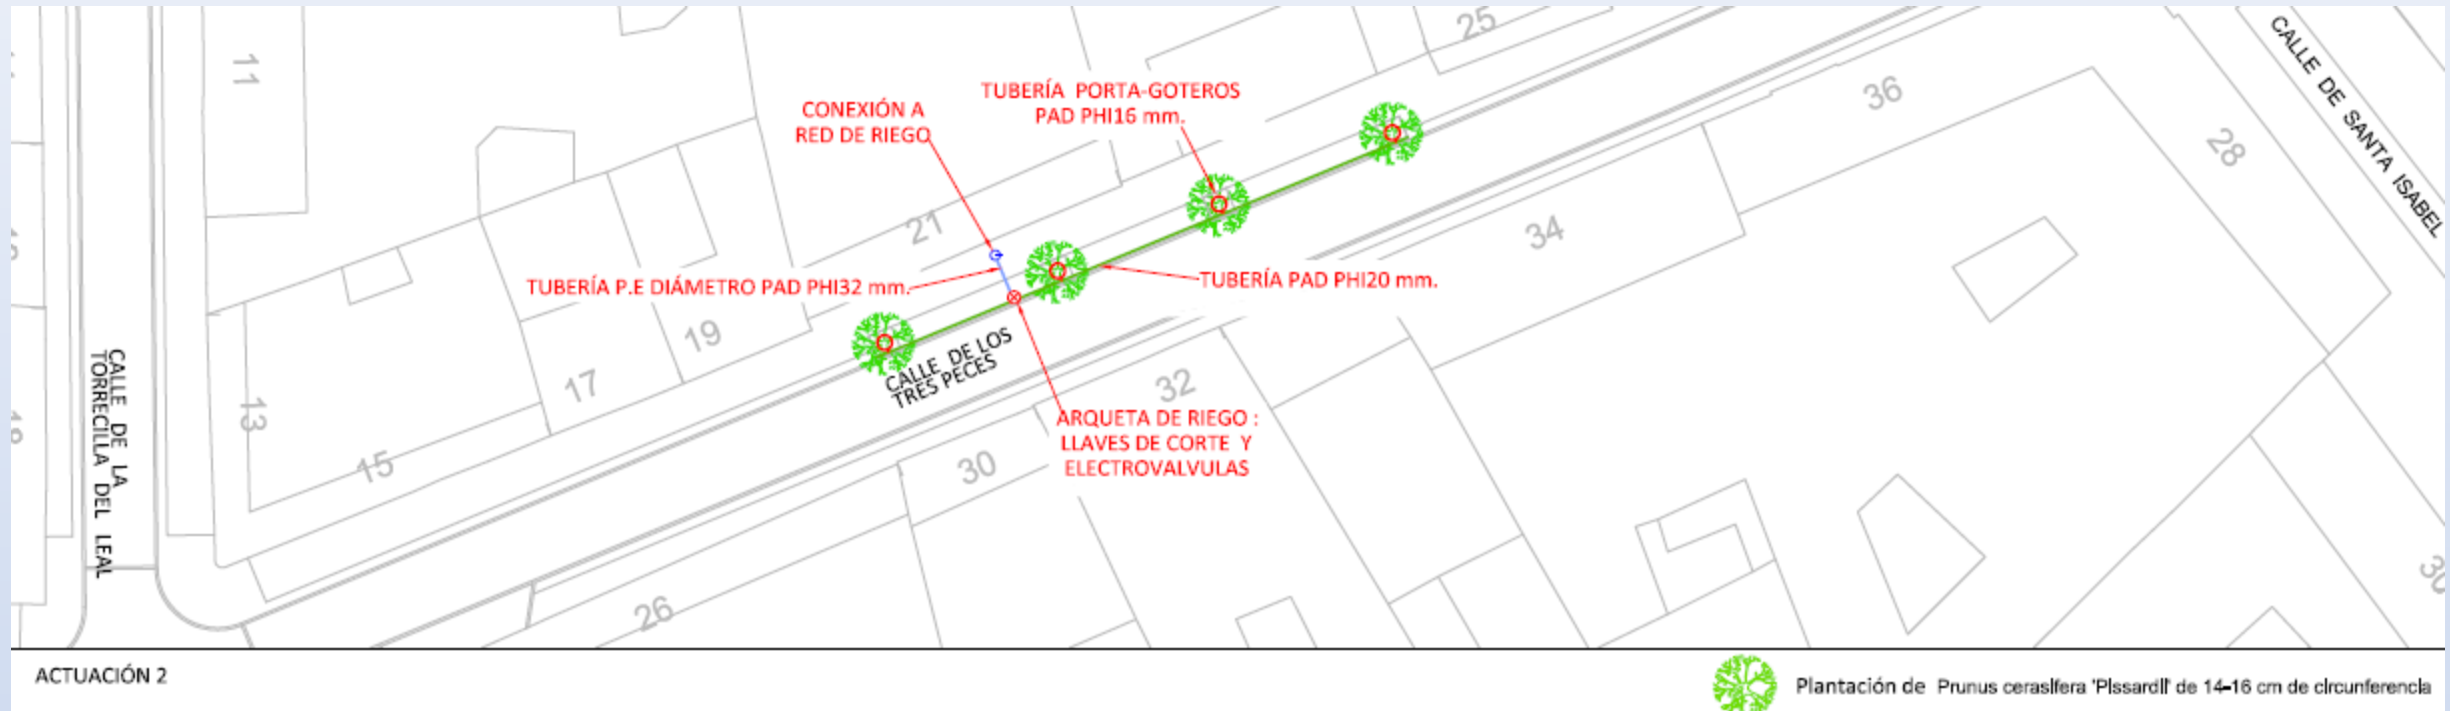 25
11
36
CALLE DE SANTA ISABEL
28
TUBERÍA PORTA-GOTEROS
PAD PHI16 mm.
CONEXIÓN A
RED DE RIEGO
21
34
TUBERÍA P.E DIÁMETRO PAD PHI32 mm.
TUBERÍA PAD PHI20 mm.
19
17
CALLE DE LOS
TRES PECES
32
13
CALLE DE LA
TORRECILLA DEL LEAL
15
30
ARQUETA DE RIEGO :
LLAVES DE CORTE Y
ELECTROVALVULAS
26
30
ACTUACIÓN 2
Plantación de Prunus cerasifera 'Pissardii' de 14-16 cm de circunferencia